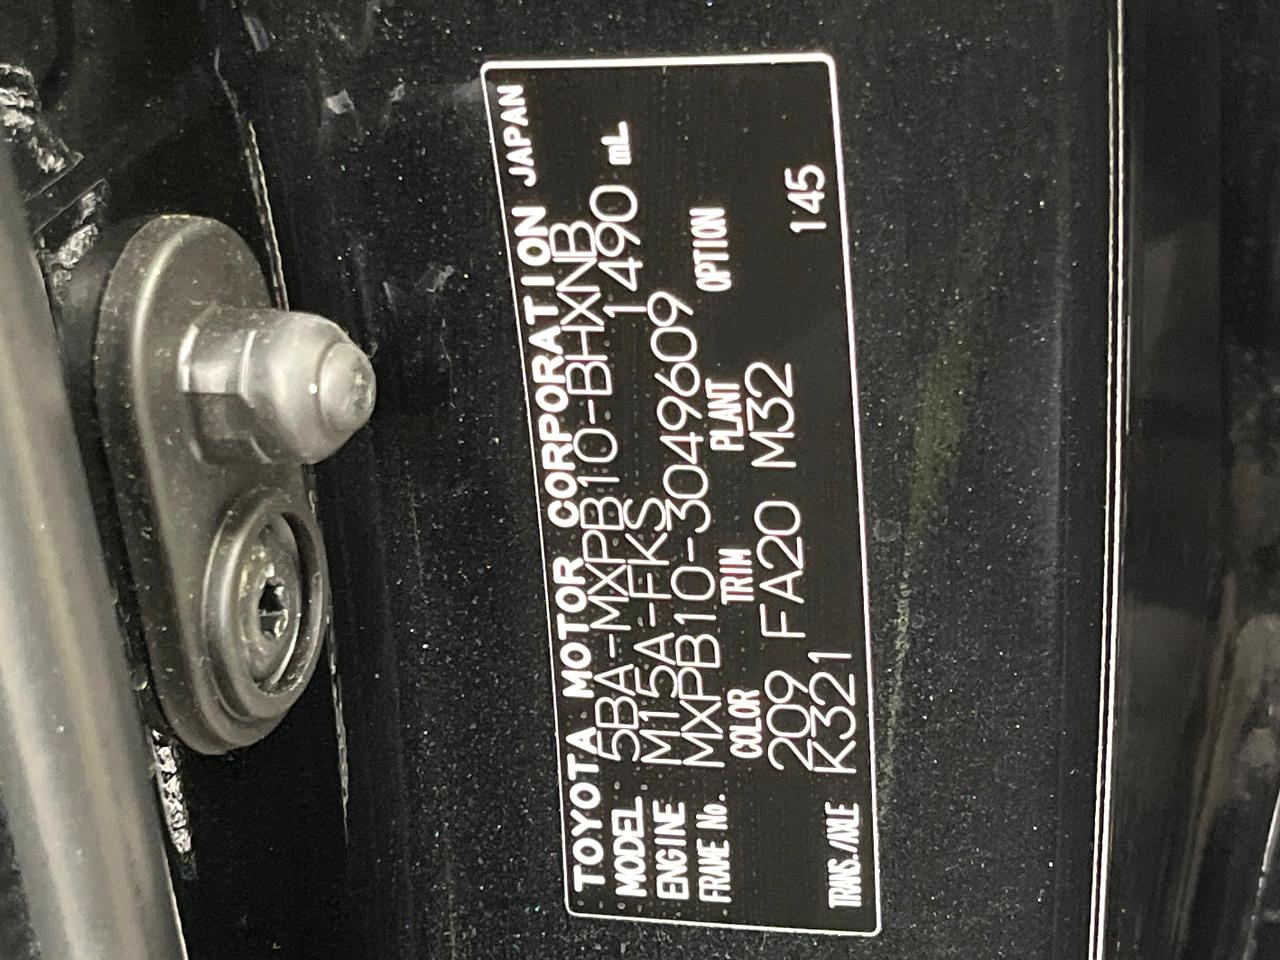 TOYOTA MOTOR CORPORATION JAPAN
MODEL 5BA-MXPB10-BHXNB
ENGINE M15A-FKS 1490 mL
FRAME No. MXPB10-3049609
COLOR TRIM PLANT OPTION
209 FA20 M32
TRANS./AXLE K321 145